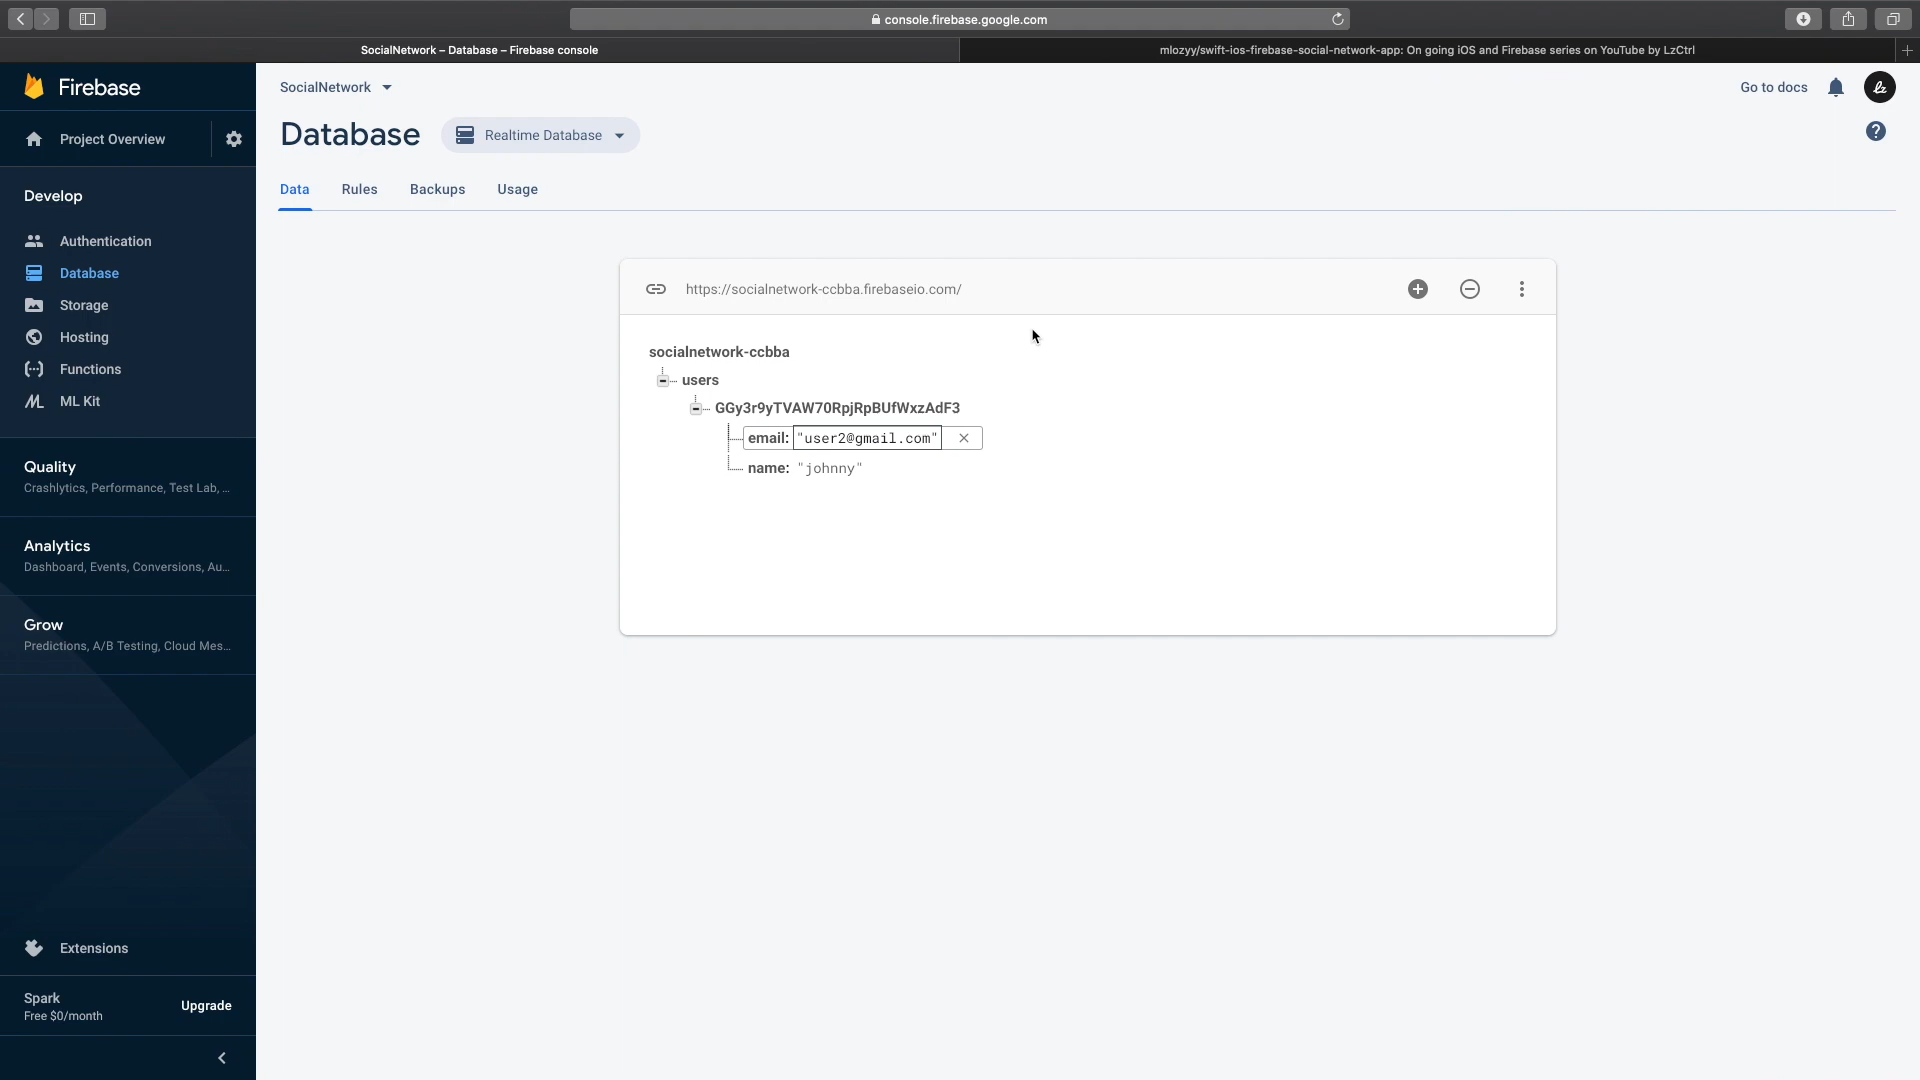 console.firebase.google.com
SocialNetwork – Database – Firebase console
mlozyy/swift-ios-firebase-social-network-app: On going iOS and Firebase series on YouTube by LzCtrl
Firebase
SocialNetwork
Go to docs
Project Overview
Database
Realtime Database
Data
Rules
Backups
Usage
Develop
Authentication
Database
Storage
Hosting
Functions
ML Kit
https://socialnetwork-ccbba.firebaseio.com/
socialnetwork-ccbba
users
GGy3r9yTVAW70RpjRpBUfWxzAdF3
email: "user2@gmail.com"
name: "johnny"
Quality
Crashlytics, Performance, Test Lab, ...
Analytics
Dashboard, Events, Conversions, Au...
Grow
Predictions, A/B Testing, Cloud Mes...
Extensions
Spark
Free $0/month
Upgrade